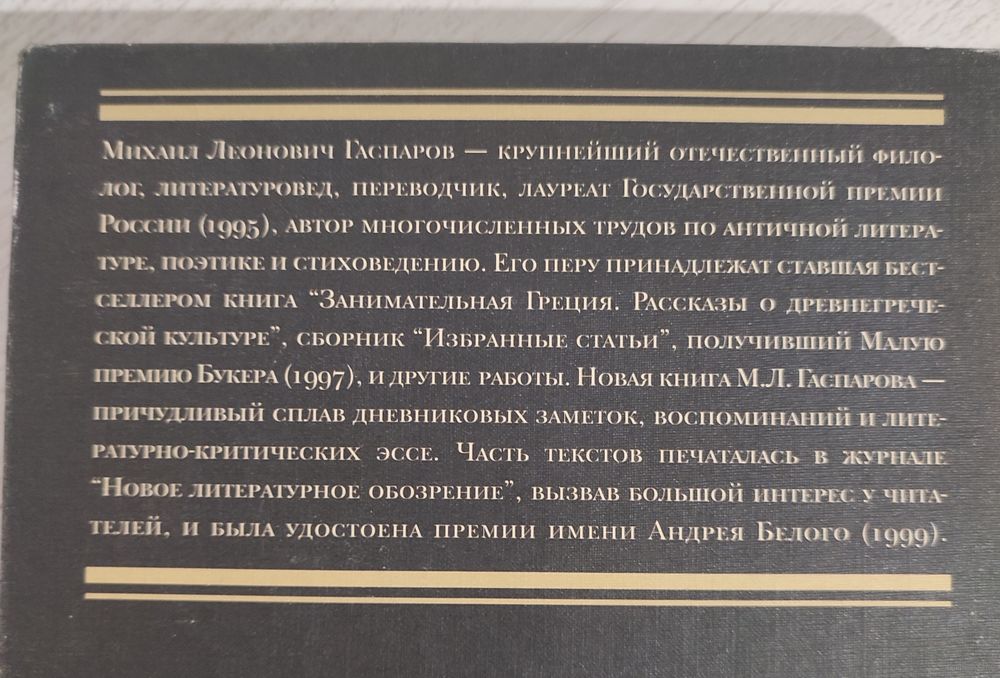 Михаил Леонович Гаспаров — крупнейший отечественный фило-
лог, литературовед, переводчик, лауреат Государственной премии
России (1995), автор многочисленных трудов по античной литера-
туре, поэтике и стиховедению. Его перу принадлежат ставшая бест-
селлером книга “Занимательная Греция. Рассказы о древнегрече-
ской культуре”, сборник “Избранные статьи”, получивший Малую
премию Букера (1997), и другие работы. Новая книга М.Л. Гаспарова —
причудливый сплав дневниковых заметок, воспоминаний и лите-
ратурно-критических эссе. Часть текстов печаталась в журнале
“Новое литературное обозрение”, вызвав большой интерес у чита-
телей, и была удостоена премии имени Андрея Белого (1999).